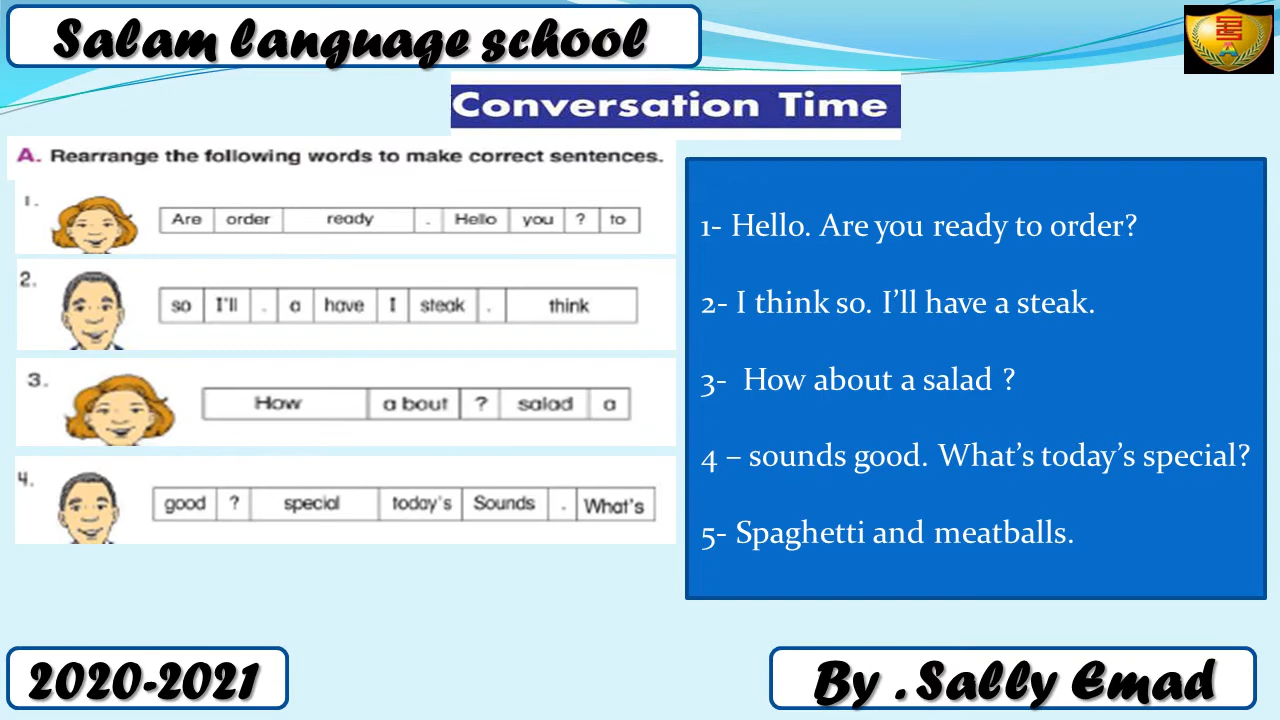 Salam language school
Conversation Time
A. Rearrange the following words to make correct sentences.
1.
Are order ready . Hello you ? to
2.
so I'll . a have I steak . think
3.
How a bout ? salad a
4.
good ? special today's Sounds . What's
1- Hello. Are you ready to order?
2- I think so. I’ll have a steak.
3- How about a salad ?
4 – sounds good. What’s today’s special?
5- Spaghetti and meatballs.
2020-2021
By . Sally Emad